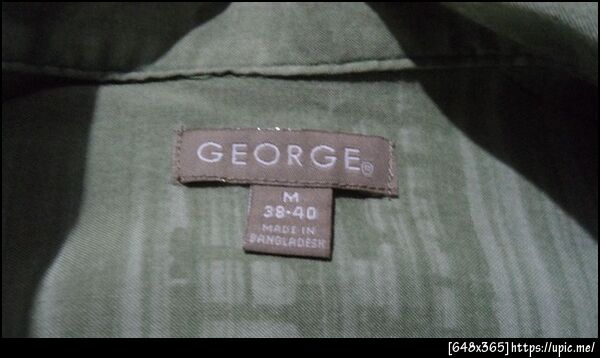 GEORGE®
M
38-40
MADE IN
BANGLADESH
[648x365]https://upic.me/